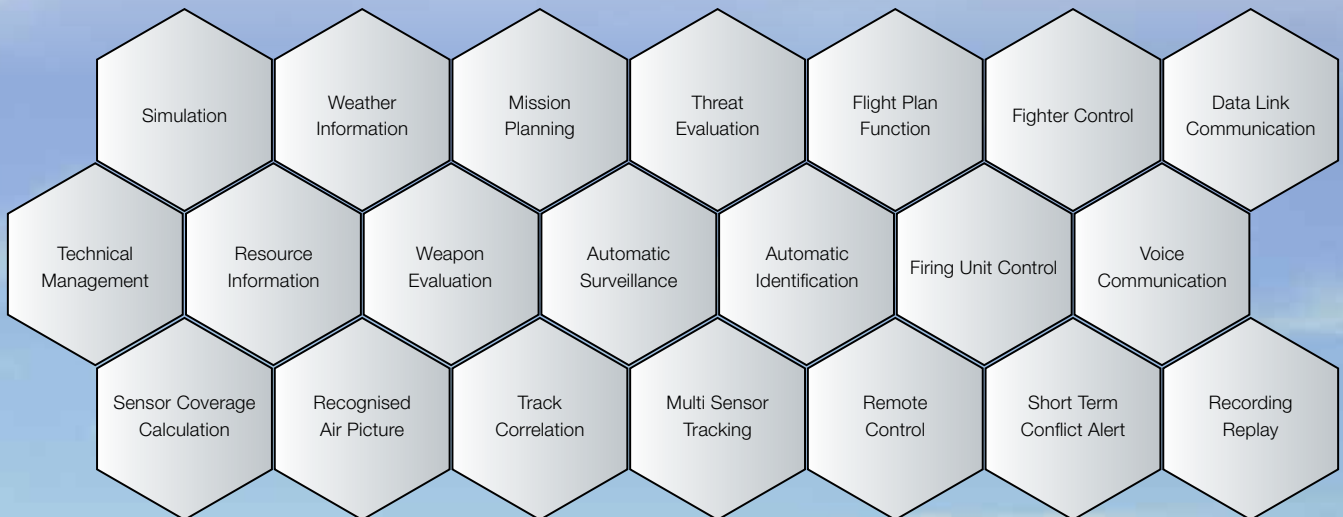 Simulation
Weather
Information
Mission
Planning
Threat
Evaluation
Flight Plan
Function
Fighter Control
Data Link
Communication
Technical
Management
Resource
Information
Weapon
Evaluation
Automatic
Surveillance
Automatic
Identification
Firing Unit Control
Voice
Communication
Sensor Coverage
Calculation
Recognised
Air Picture
Track
Correlation
Multi Sensor
Tracking
Remote
Control
Short Term
Conflict Alert
Recording
Replay